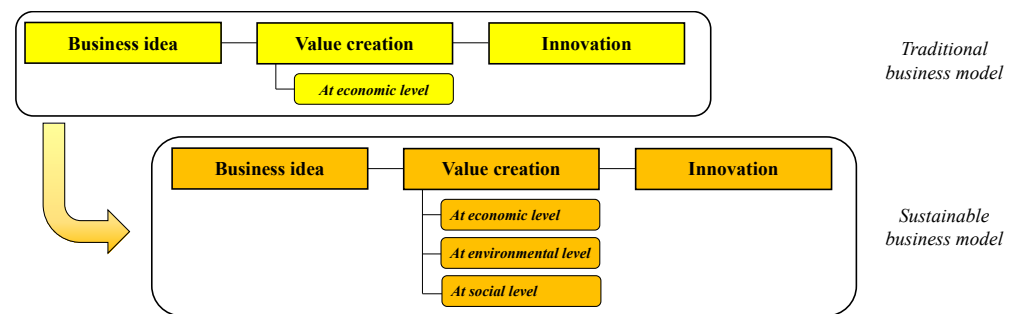 Business idea
Value creation
Innovation
At economic level
Traditional
business model
Business idea
Value creation
Innovation
At economic level
At environmental level
At social level
Sustainable
business model